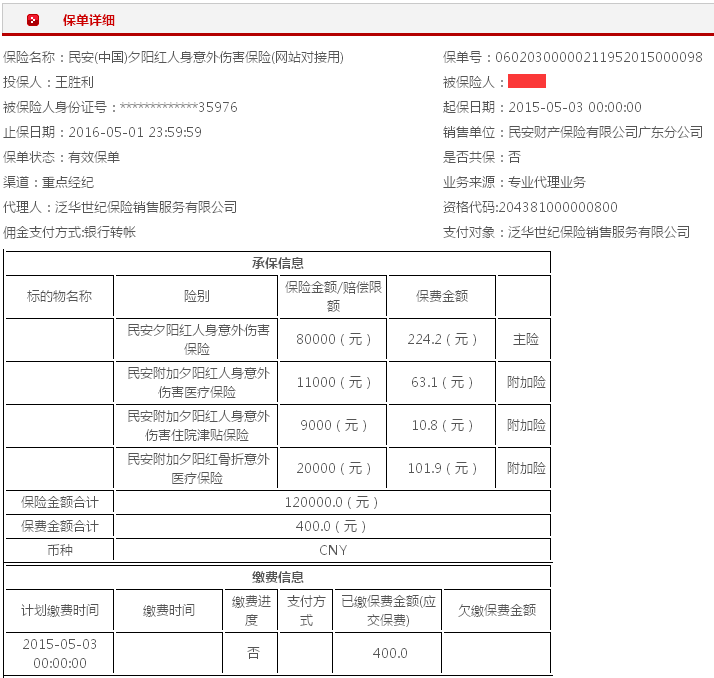 保单详细
保险名称：民安(中国)夕阳红人身意外伤害保险(网站对接用)
保单号：06020300000211952015000098
投保人：王胜利
被保险人：
被保险人身份证号：*************35976
起保日期：2015-05-03 00:00:00
止保日期：2016-05-01 23:59:59
销售单位：民安财产保险有限公司广东分公司
保单状态：有效保单
是否共保：否
渠道：重点经纪
业务来源：专业代理业务
代理人：泛华世纪保险销售服务有限公司
资格代码:204381000000800
佣金支付方式:银行转帐
支付对象：泛华世纪保险销售服务有限公司
承保信息
标的物名称 险别 保险金额/赔偿限
额 保费金额
民安夕阳红人身意外伤害
保险 80000（元） 224.2（元） 主险
民安附加夕阳红人身意外
伤害医疗保险 11000（元） 63.1（元） 附加险
民安附加夕阳红人身意外
伤害住院津贴保险 9000（元） 10.8（元） 附加险
民安附加夕阳红骨折意外
医疗保险 20000（元） 101.9（元） 附加险
保险金额合计 120000.0（元）
保费金额合计 400.0（元）
币种 CNY
缴费信息
计划缴费时间 缴费时间 缴费进
度 支付方
式 已缴保费金额(应
交保费) 欠缴保费金额
2015-05-03
00:00:00 否 400.0